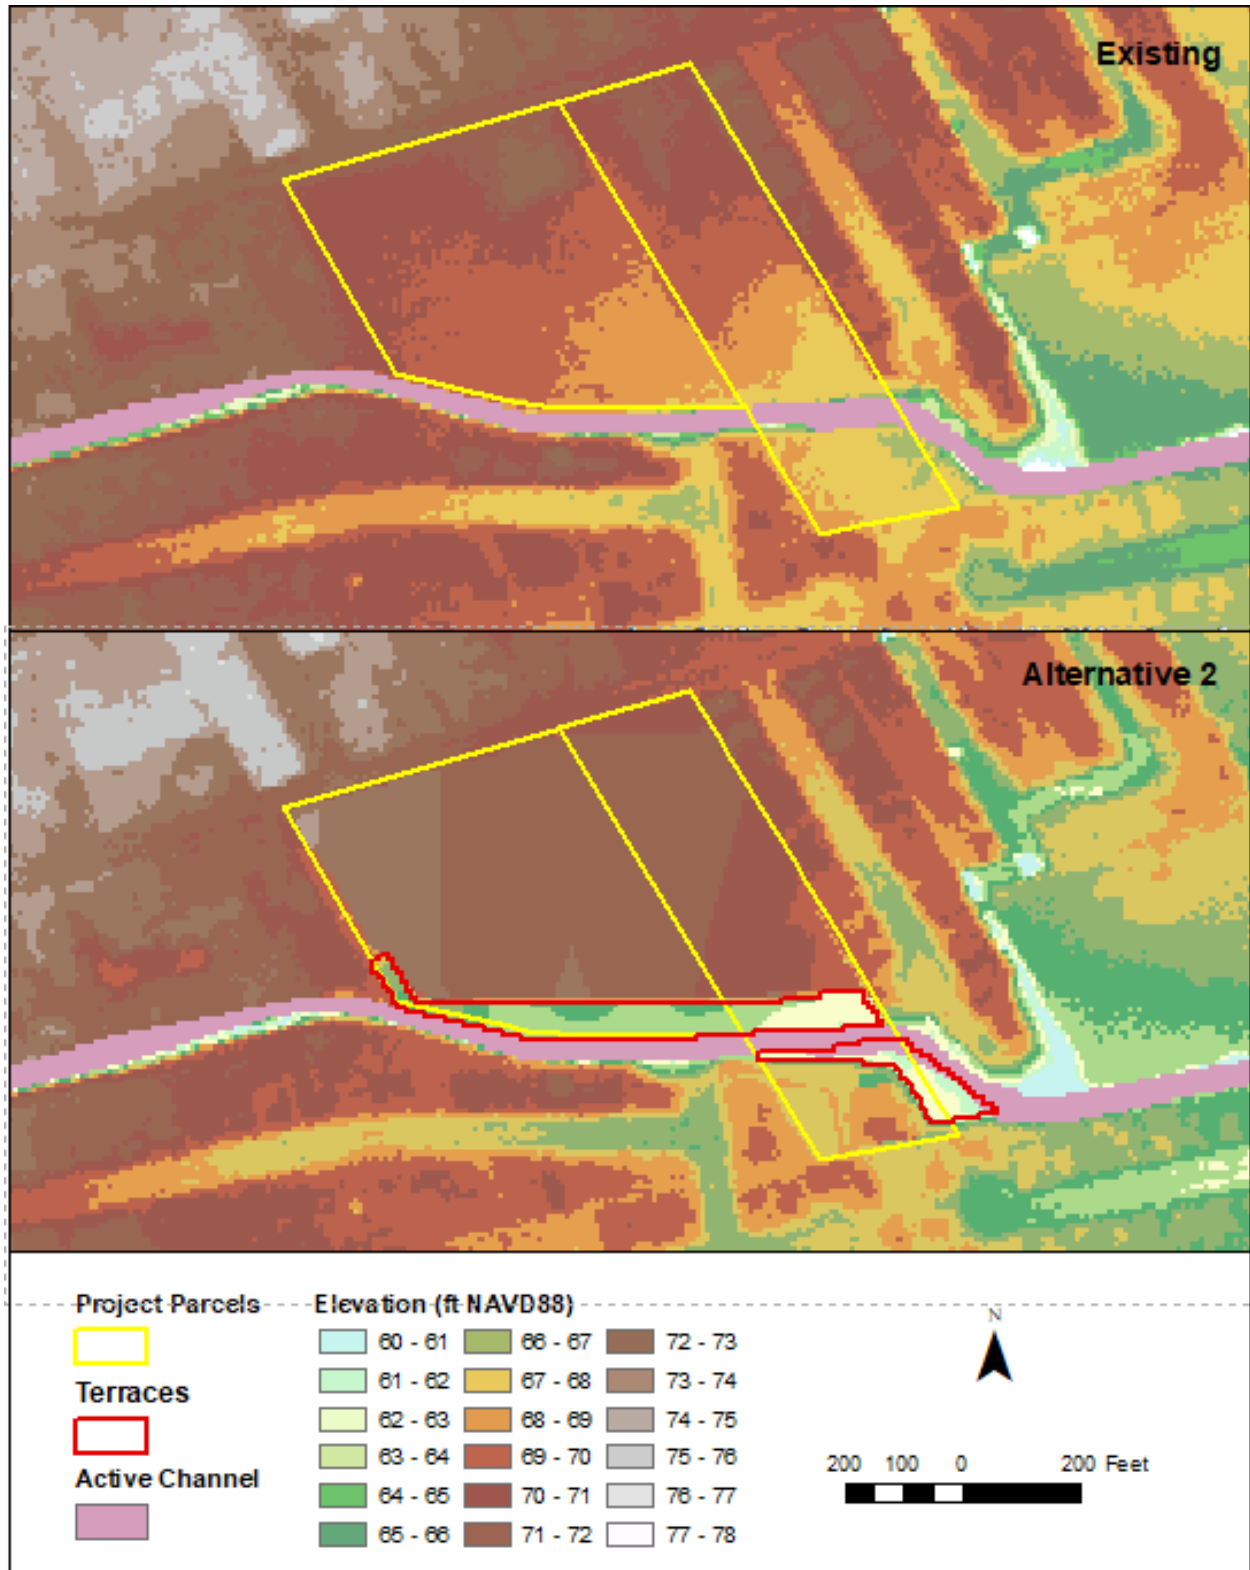 Existing
Alternative 2
Project Parcels
Terraces
Active Channel
Elevation (ft NAVD88)
60 - 61
61 - 62
62 - 63
63 - 64
64 - 65
65 - 66
66 - 67
67 - 68
68 - 69
69 - 70
70 - 71
71 - 72
72 - 73
73 - 74
74 - 75
75 - 76
76 - 77
77 - 78
N
200 100 0 200 Feet